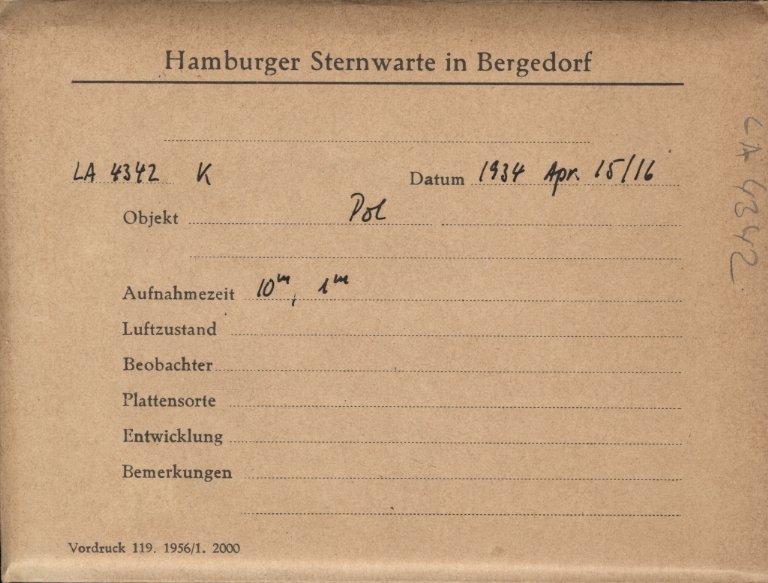 Hamburger Sternwarte in Bergedorf
LA 4342 K Datum 1934 Apr. 15/16
Objekt Pol
Aufnahmezeit 10ᵐ, 1ᵐ
Luftzustand
Beobachter
Plattensorte
Entwicklung
Bemerkungen
Vordruck 119. 1956/1. 2000
LA 4342